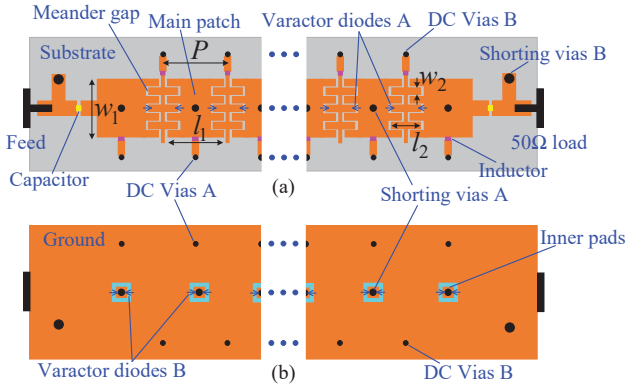 Meander gap
Main patch
Varactor diodes A
DC Vias B
Substrate
P
Shorting vias B
w1
w2
l1
l2
Feed
50Ω load
Capacitor
Inductor
DC Vias A
(a)
Shorting vias A
Ground
Inner pads
Varactor diodes B
(b)
DC Vias B